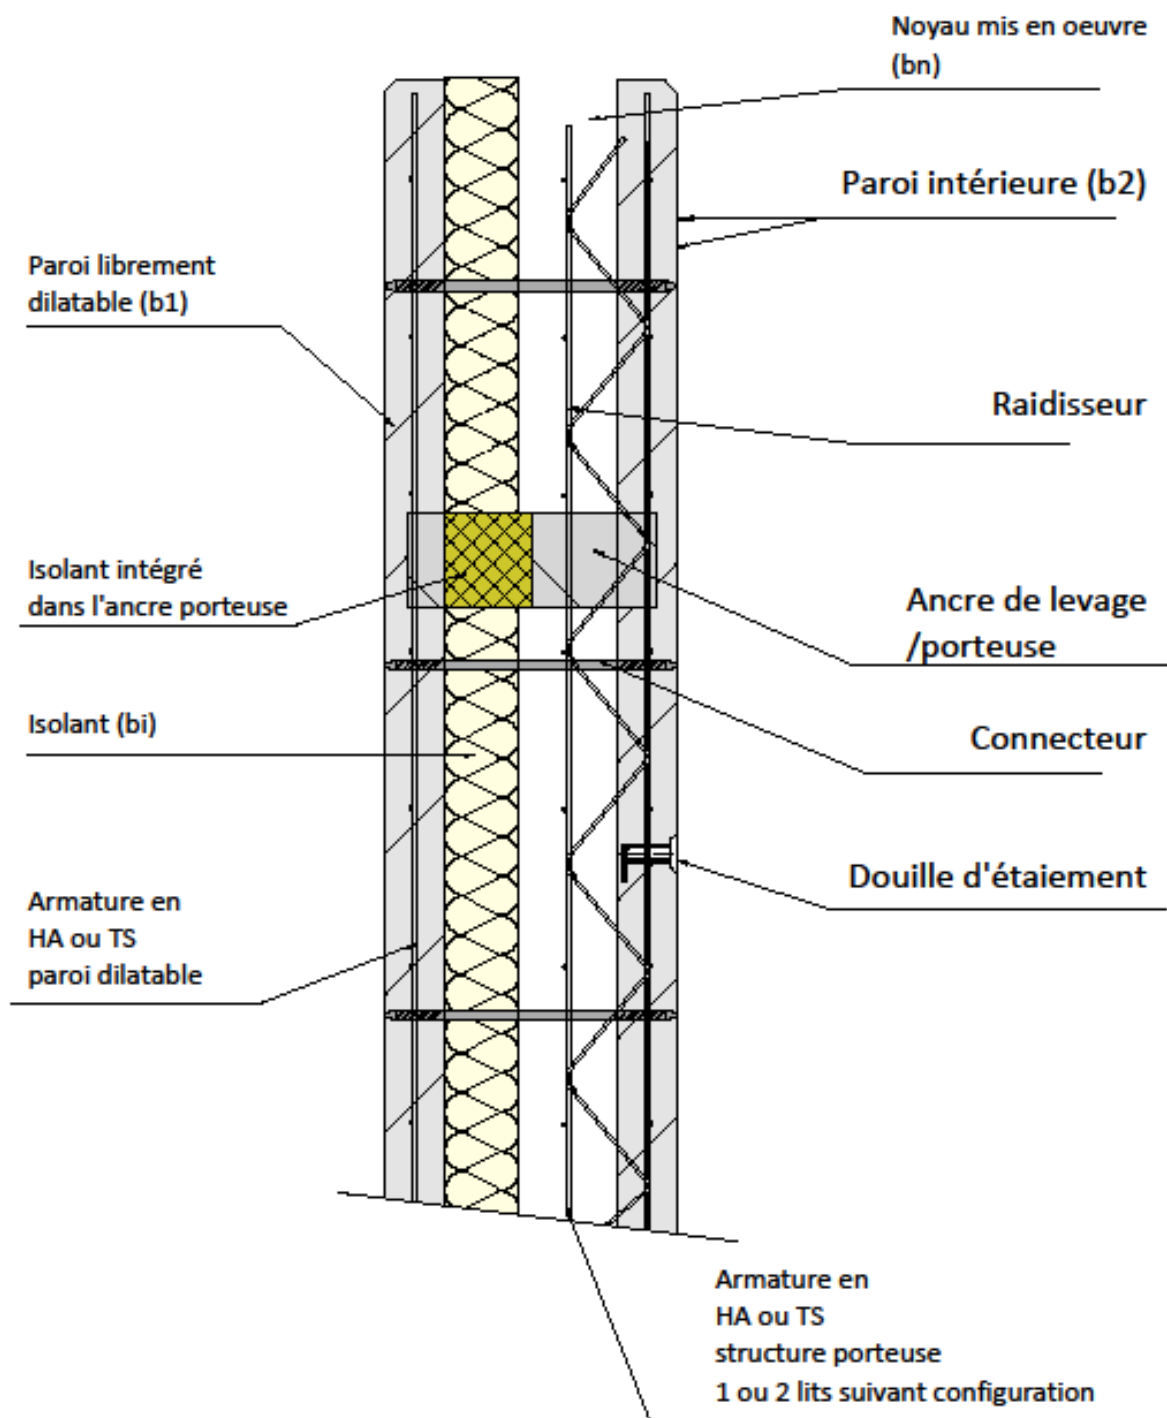 Noyau mis en oeuvre
(bn)
Paroi intérieure (b2)
Paroi librement
dilatable (b1)
Raidisseur
Isolant intégré
dans l'ancre porteuse
Ancre de levage
/porteuse
Isolant (bi)
Connecteur
Douille d'étaiement
Armature en
HA ou TS
paroi dilatable
Armature en
HA ou TS
structure porteuse
1 ou 2 lits suivant configuration